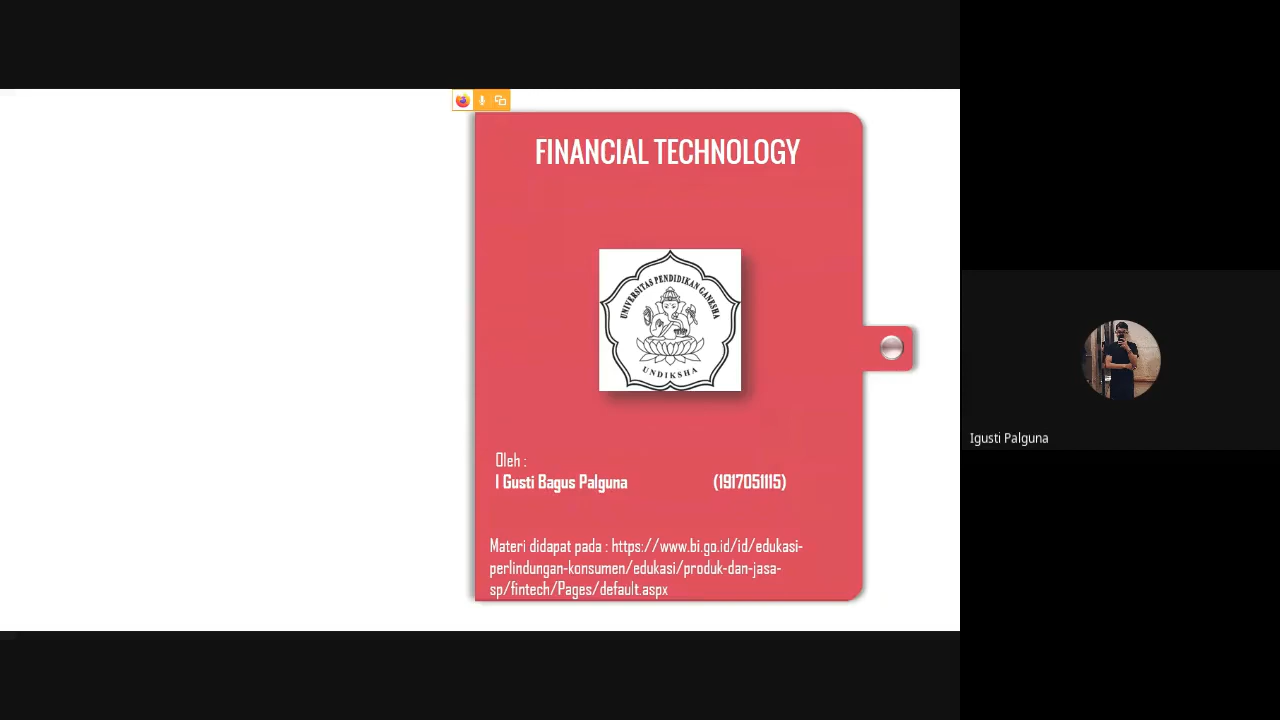 FINANCIAL TECHNOLOGY
UNIVERSITAS PENDIDIKAN GANESHA
UNDIKSHA
Oleh :
I Gusti Bagus Palguna (1917051115)
Materi didapat pada : https://www.bi.go.id/id/edukasi-
perlindungan-konsumen/edukasi/produk-dan-jasa-
sp/fintech/Pages/default.aspx
Igusti Palguna